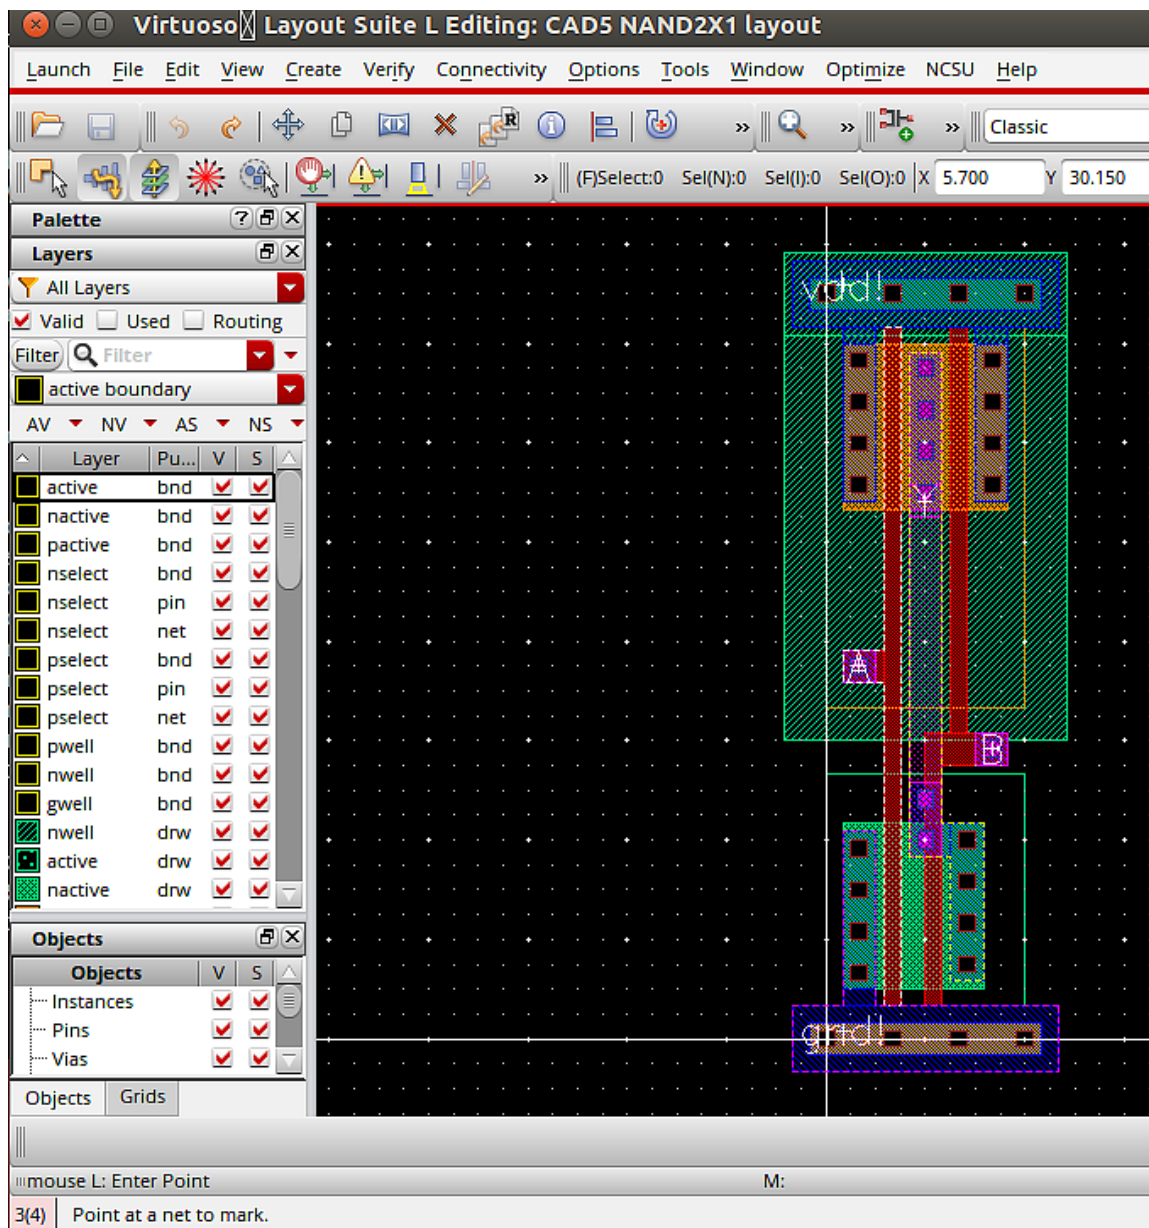 Virtuoso Layout Suite L Editing: CAD5 NAND2X1 layout
Launch File Edit View Create Verify Connectivity Options Tools Window Optimize NCSU Help
R Classic
(F)Select:0 Sel(N):0 Sel(I):0 Sel(O):0 X 5.700 Y 30.150
Palette
Layers
All Layers
Valid Used Routing
Filter Filter
active boundary
AV NV AS NS
Layer Pu... V S
active bnd
nactive bnd
pactive bnd
nselect bnd
nselect pin
nselect net
pselect bnd
pselect pin
pselect net
pwell bnd
nwell bnd
gwell bnd
nwell drw
active drw
nactive drw
Objects
Objects V S
Instances
Pins
Vias
Objects Grids
vdd!
Y
A
B
gnd!
mouse L: Enter Point M:
3(4) Point at a net to mark.